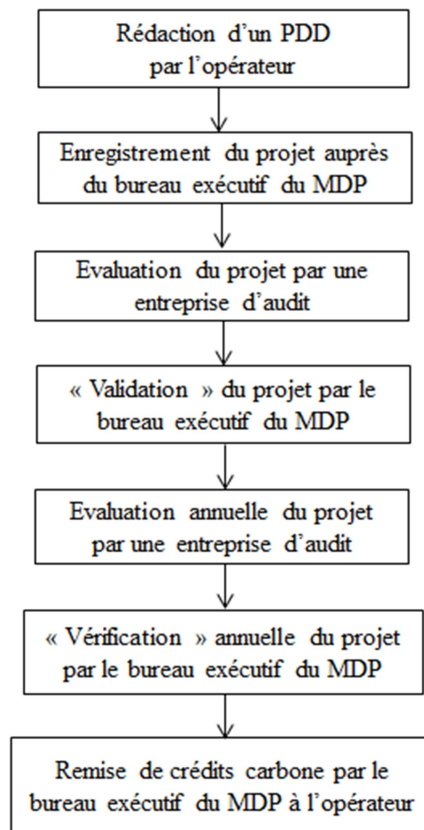 Rédaction d'un PDD
par l'opérateur
Enregistrement du projet auprès
du bureau exécutif du MDP
Evaluation du projet par une
entreprise d'audit
« Validation » du projet par le
bureau exécutif du MDP
Evaluation annuelle du projet
par une entreprise d'audit
« Vérification » annuelle du projet
par le bureau exécutif du MDP
Remise de crédits carbone par le
bureau exécutif du MDP à l'opérateur